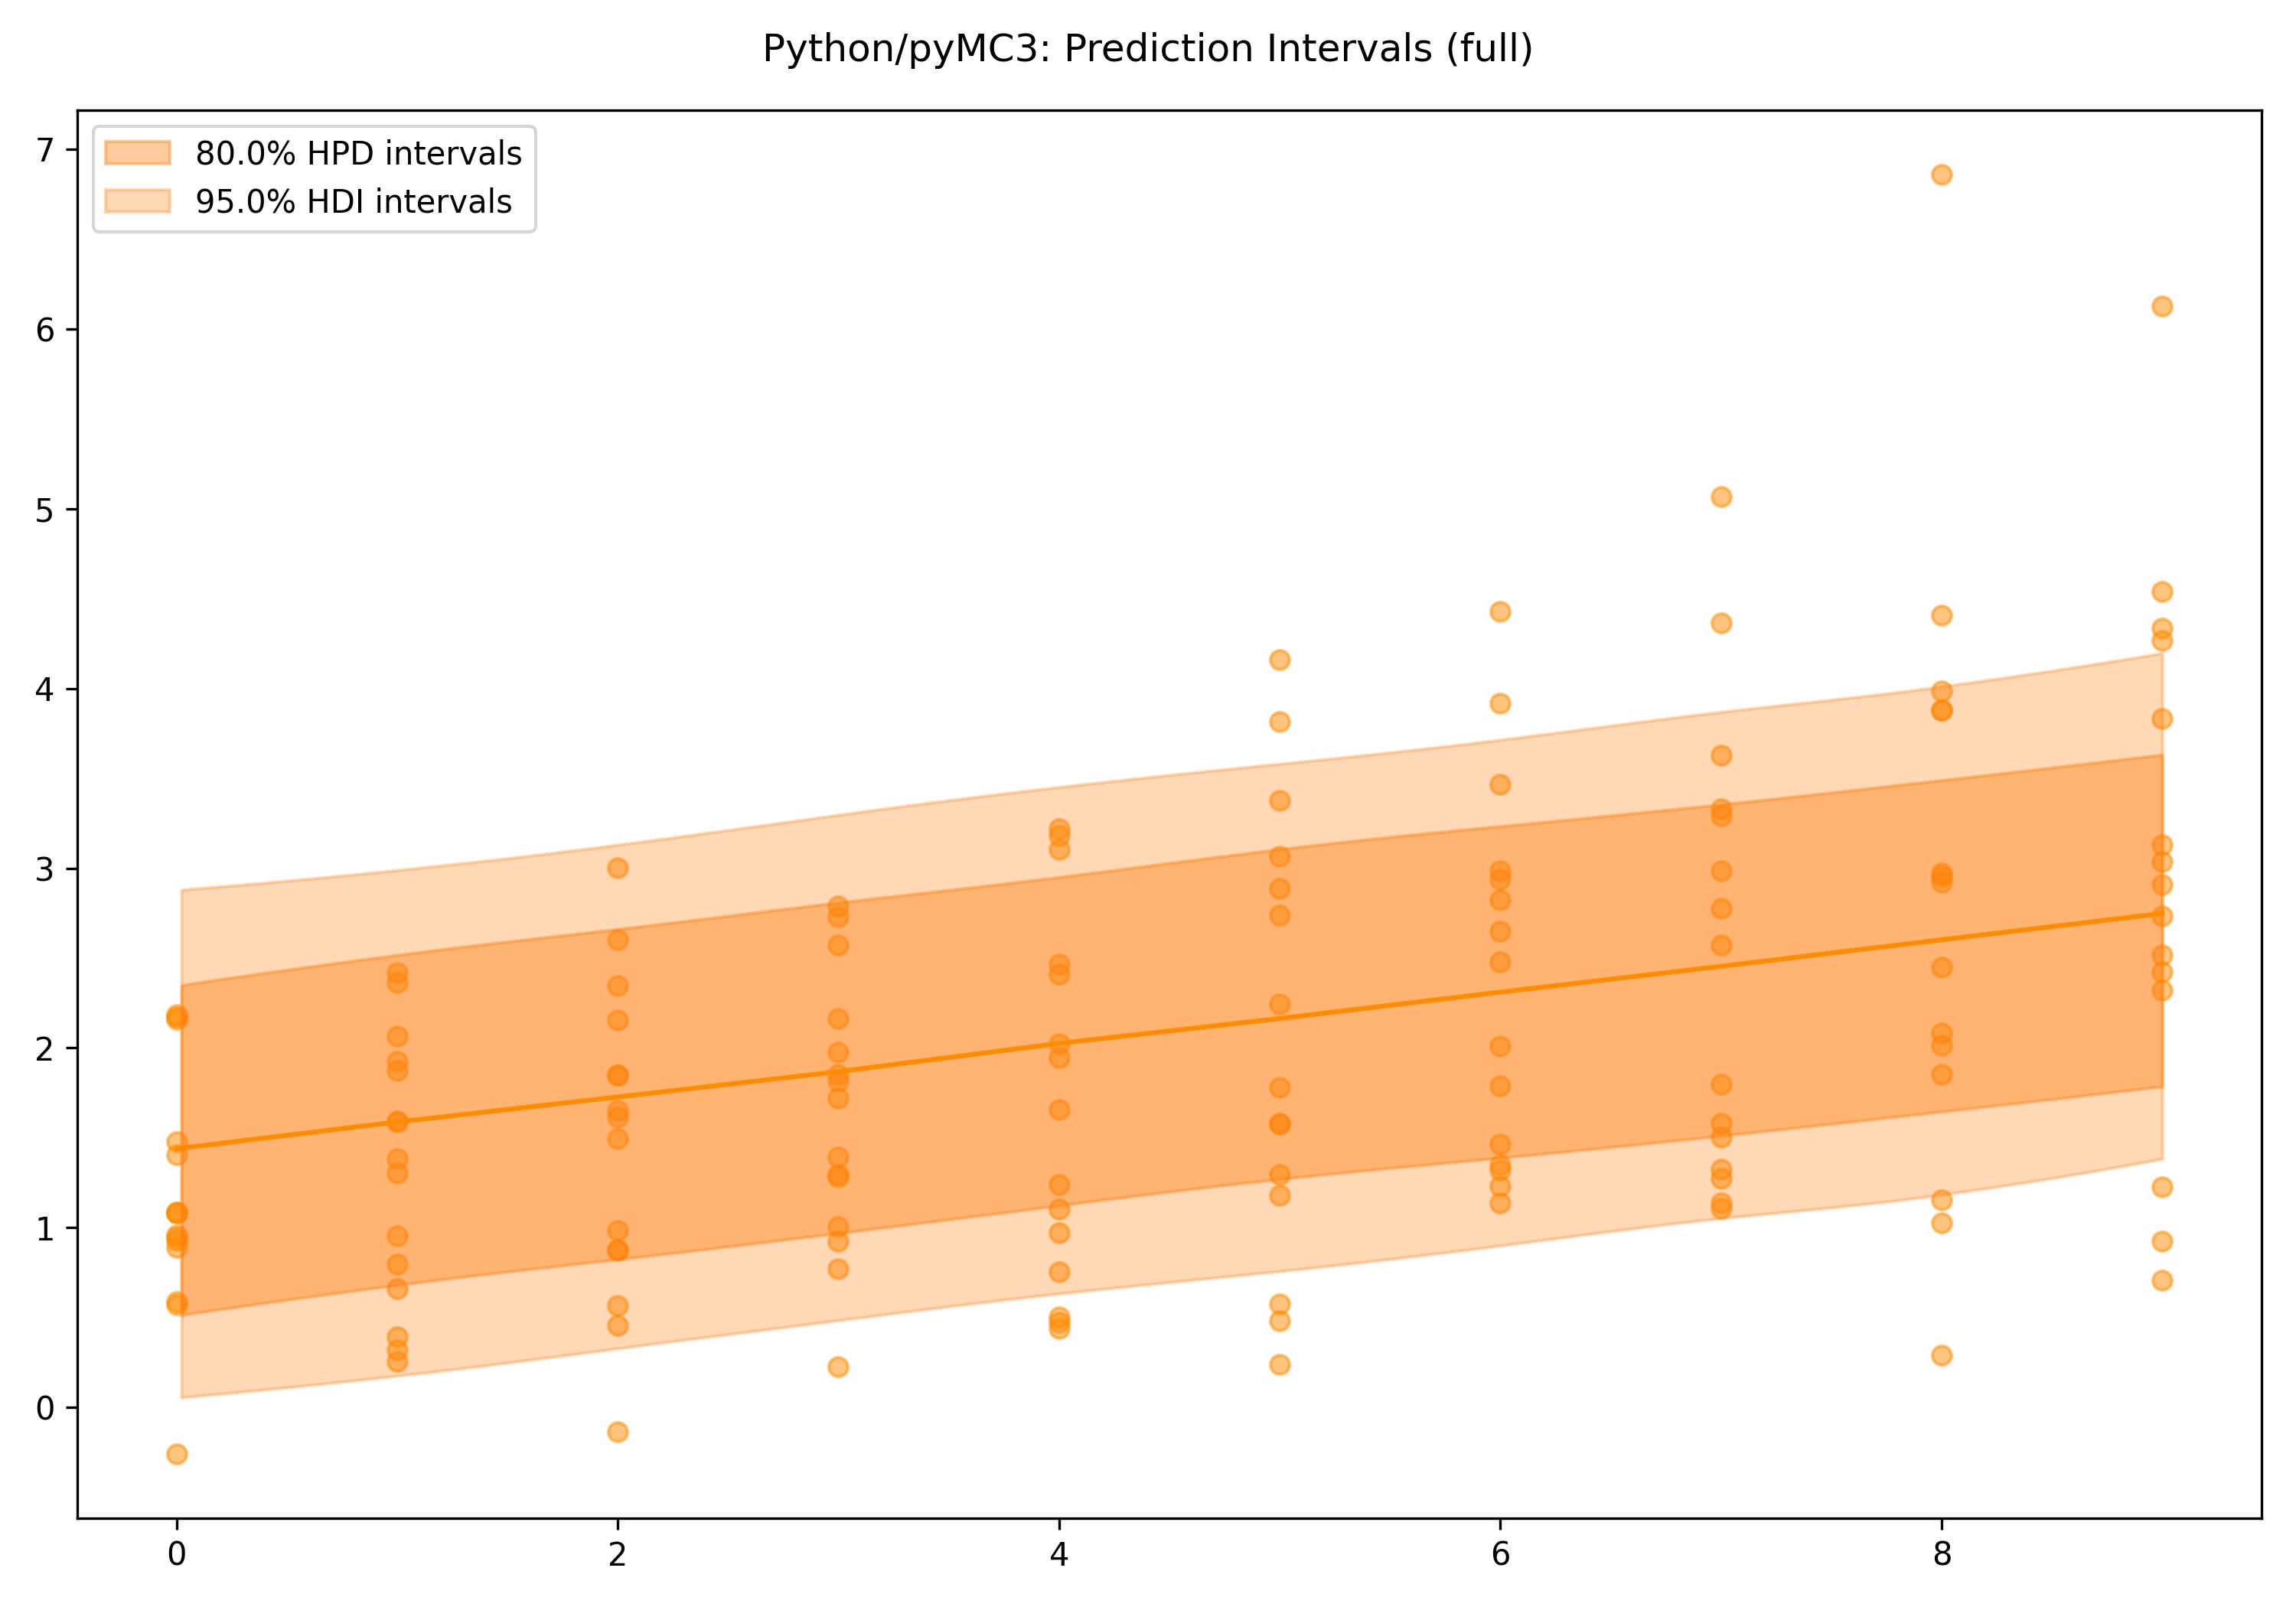 Python/pyMC3: Prediction Intervals (full)
80.0% HPD intervals
95.0% HDI intervals
7
6
5
4
3
2
1
0
0 2 4 6 8